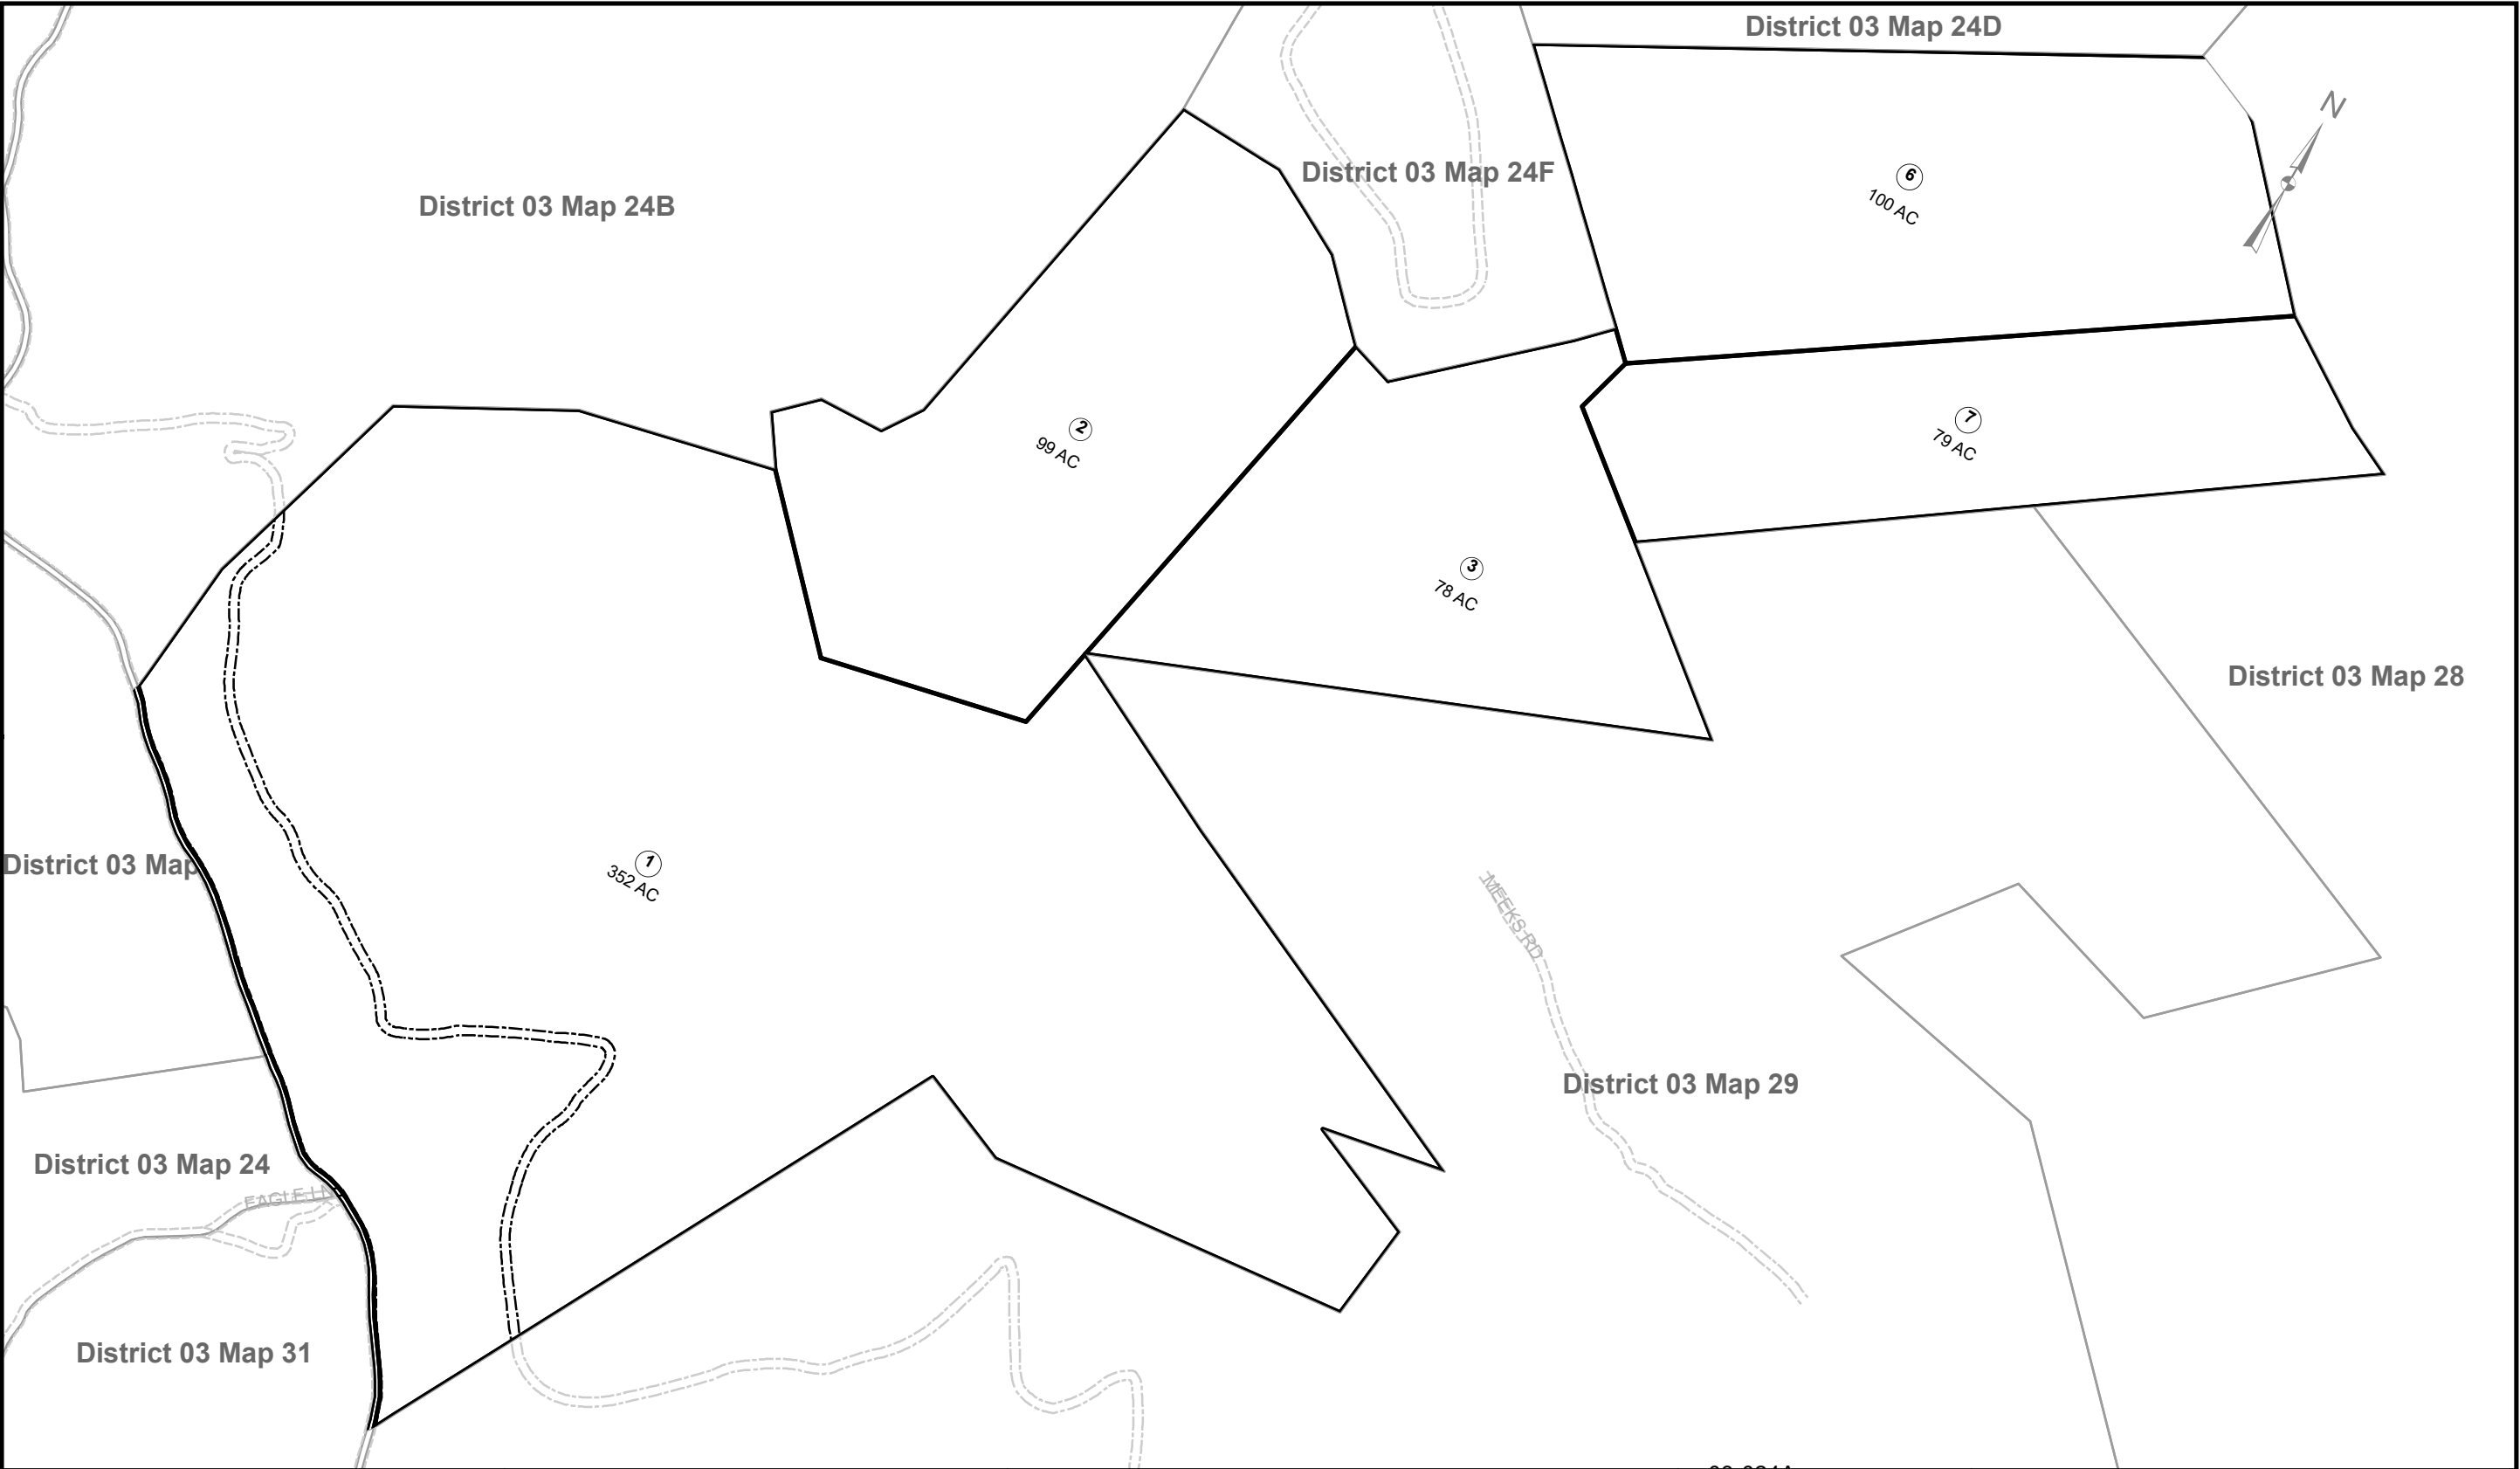 District 03 Map 24D
N
District 03 Map 24F
6
100 AC
District 03 Map 24B
2
99 AC
7
79 AC
3
78 AC
District 03 Map 28
1
352 AC
District 03 Map
MEEKS RD
District 03 Map 29
District 03 Map 24
EAGLE
District 03 Map 31